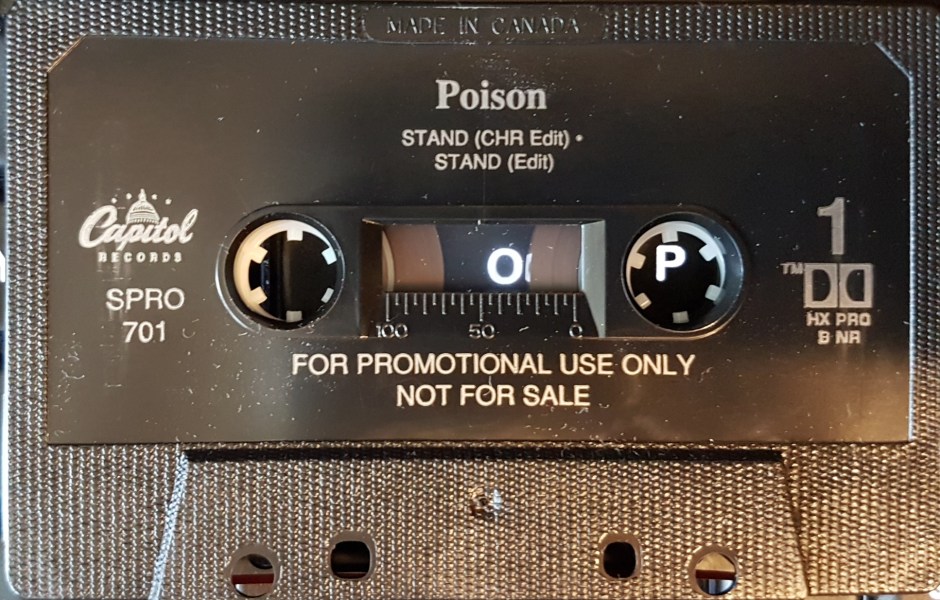 MADE IN CANADA
Poison
STAND (CHR Edit) •
STAND (Edit)
Capitol
RECORDS
SPRO
701
1
O
P
TM
HX PRO
B NR
100 50 0
FOR PROMOTIONAL USE ONLY
NOT FOR SALE